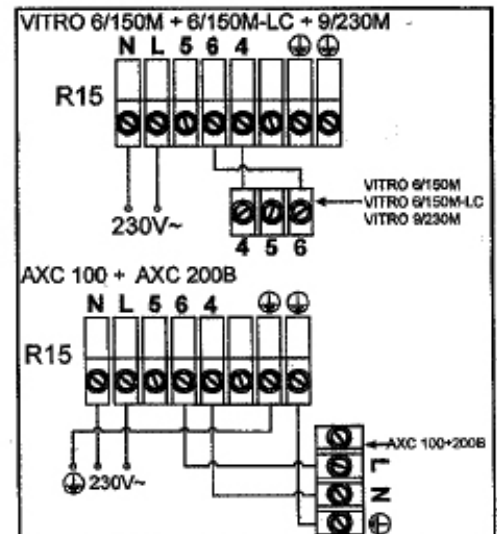 VITRO 6/150M + 6/150M-LC + 9/230M
N L 5 6 4
R15
230V~
VITRO 6/150M
VITRO 6/150M-LC
VITRO 9/230M
4 5 6
AXC 100 + AXC 200B
N L 5 6 4
R15
AXC 100+200B
L
N
230V~